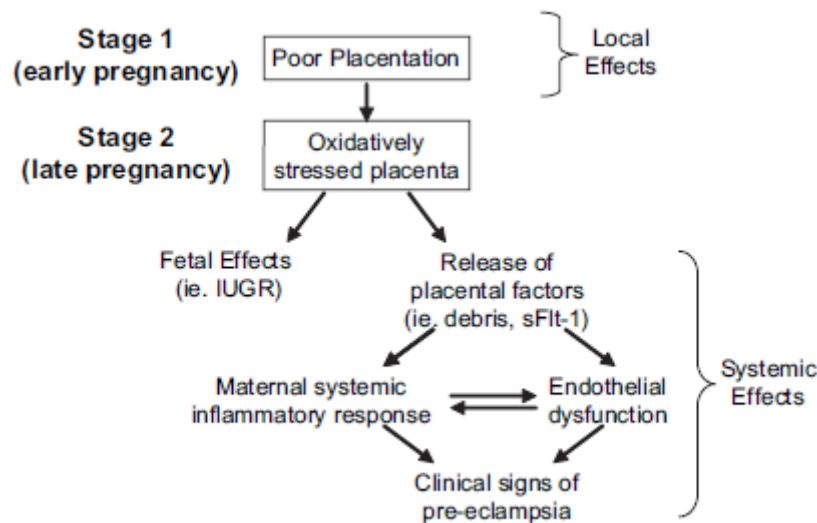 Stage 1
(early pregnancy)
Poor Placentation
Local
Effects
Stage 2
(late pregnancy)
Oxidatively
stressed placenta
Fetal Effects
(ie. IUGR)
Release of
placental factors
(ie. debris, sFlt-1)
Maternal systemic
inflammatory response
Endothelial
dysfunction
Systemic
Effects
Clinical signs of
pre-eclampsia